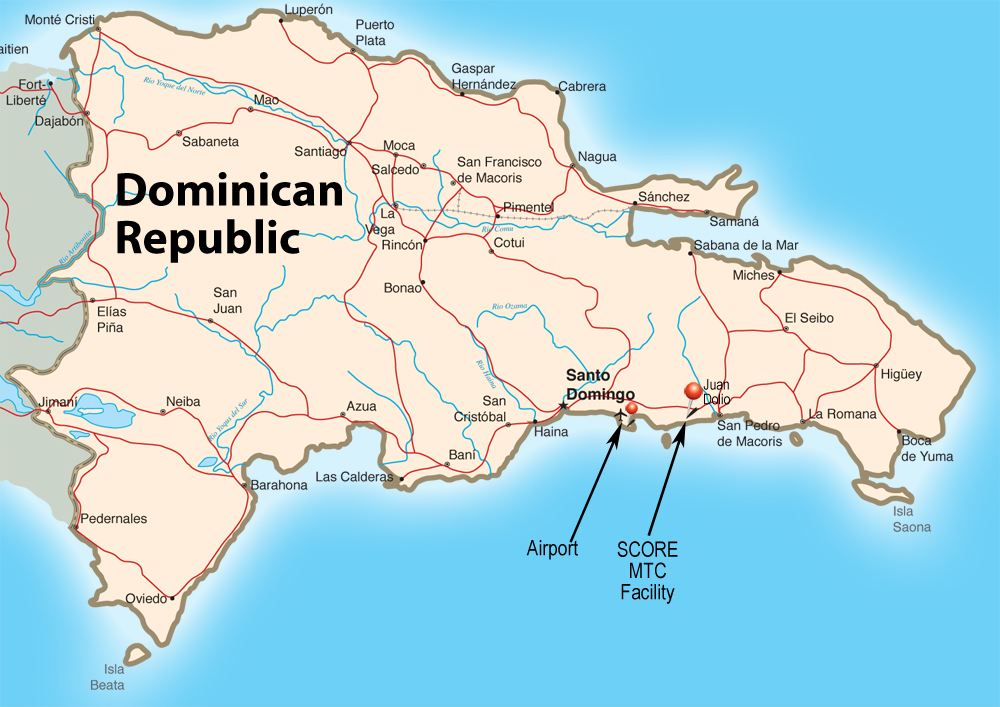 Monté Cristi
Luperón
Puerto
Plata
aitien
Fort-
Liberté
Dajabón
Rio Yoque del Norte
Mao
Sabaneta
Santiago
Gaspar
Hernández
Cabrera
Moca
Salcedo
San Francisco
de Macoris
Nagua
Dominican
Republic
La
Vega
Pimentel
Sánchez
Samaná
Rio Comu
Rincón
Cotui
Sabana de la Mar
Rio Artibonito
Miches
Bonao
Elías
Piña
San
Juan
Rio Ozama
El Seibo
Rio Haina
Santo
Domingo
Juan
Dolio
Higüey
Jimaní
Neiba
Rio Yoque del Sur
Azua
San
Cristóbal
Haina
San Pedro
de Macoris
La Romana
Boca
de Yuma
Baní
Las Calderas
Barahona
Isla
Saona
Pedernales
Airport
SCORE
MTC
Facility
Oviedo
Isla
Beata